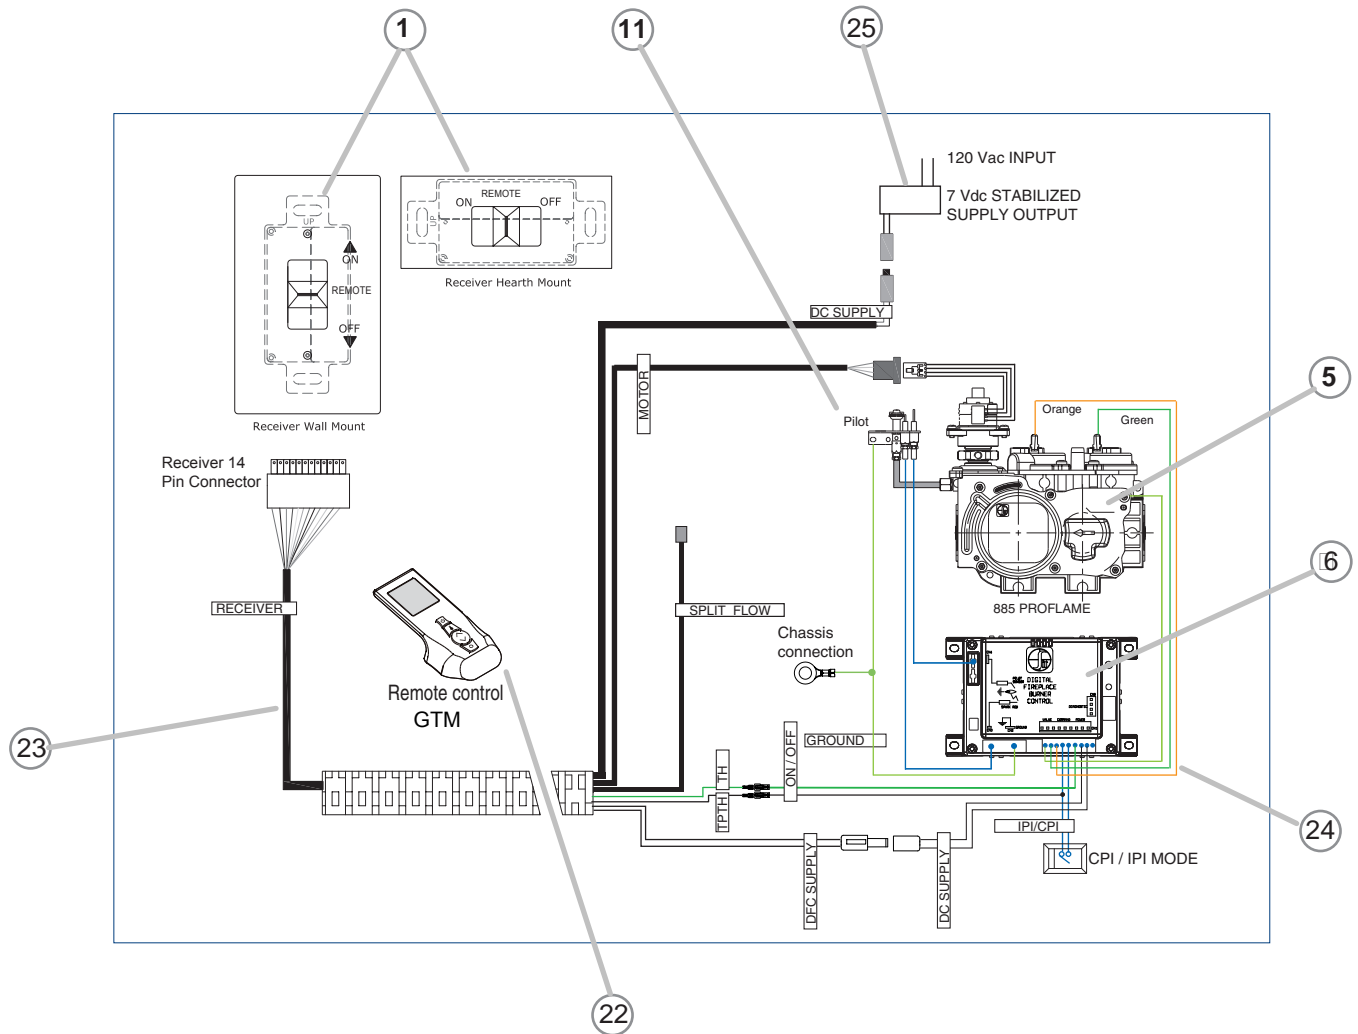 1
11
25
120 Vac INPUT
7 Vdc STABILIZED
SUPPLY OUTPUT
UP
ON
REMOTE
OFF
Receiver Wall Mount
REMOTE
ON
OFF
UP
Receiver Hearth Mount
DC SUPPLY
MOTOR
Pilot
Orange
Green
5
Receiver 14
Pin Connector
885 PROFLAME
6
RECEIVER
SPLIT FLOW
Chassis
connection
Remote control
GTM
DIGITAL
FIREPLACE
BURNER
CONTROL
VALVE
POWER
23
GROUND
ON / OFF
TH
TPTH
DFC SUPPLY
DC SUPPLY
IPI/CPI
CPI / IPI MODE
24
22